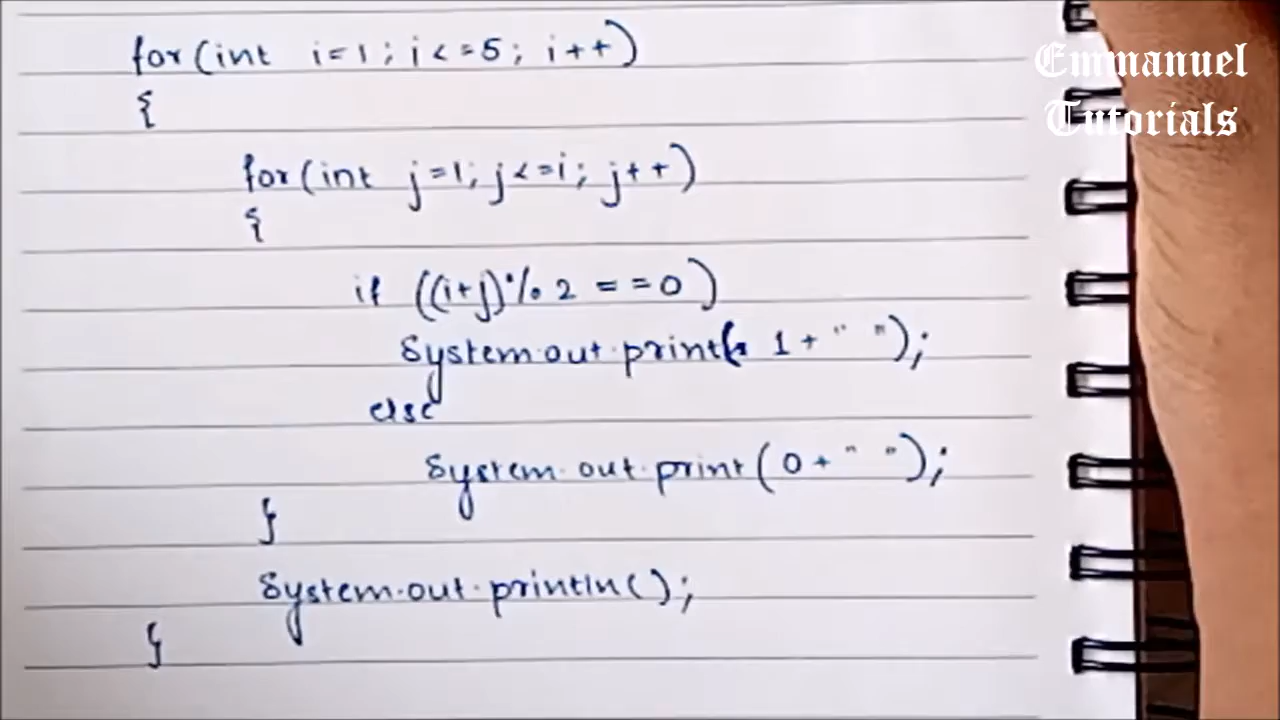 for(int i=1; i<=5; i++)
{
for(int j=1; j<=i; j++)
{
if ((i+j)%2 ==0)
System.out.print( 1+" ");
else
System.out.print(0+" ");
}
System.out.println();
}
Emmanuel
Tutorials